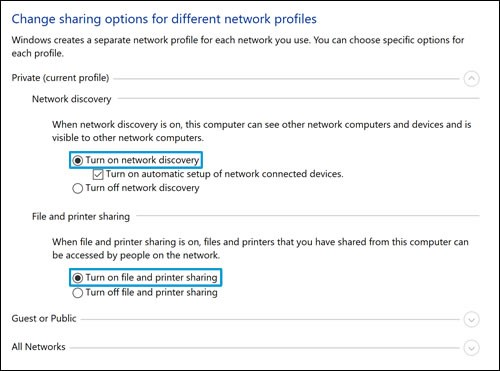 Change sharing options for different network profiles
Windows creates a separate network profile for each network you use. You can choose specific options for
each profile.
Private (current profile)
Network discovery
When network discovery is on, this computer can see other network computers and devices and is
visible to other network computers.
Turn on network discovery
Turn on automatic setup of network connected devices.
Turn off network discovery
File and printer sharing
When file and printer sharing is on, files and printers that you have shared from this computer can
be accessed by people on the network.
Turn on file and printer sharing
Turn off file and printer sharing
Guest or Public
All Networks